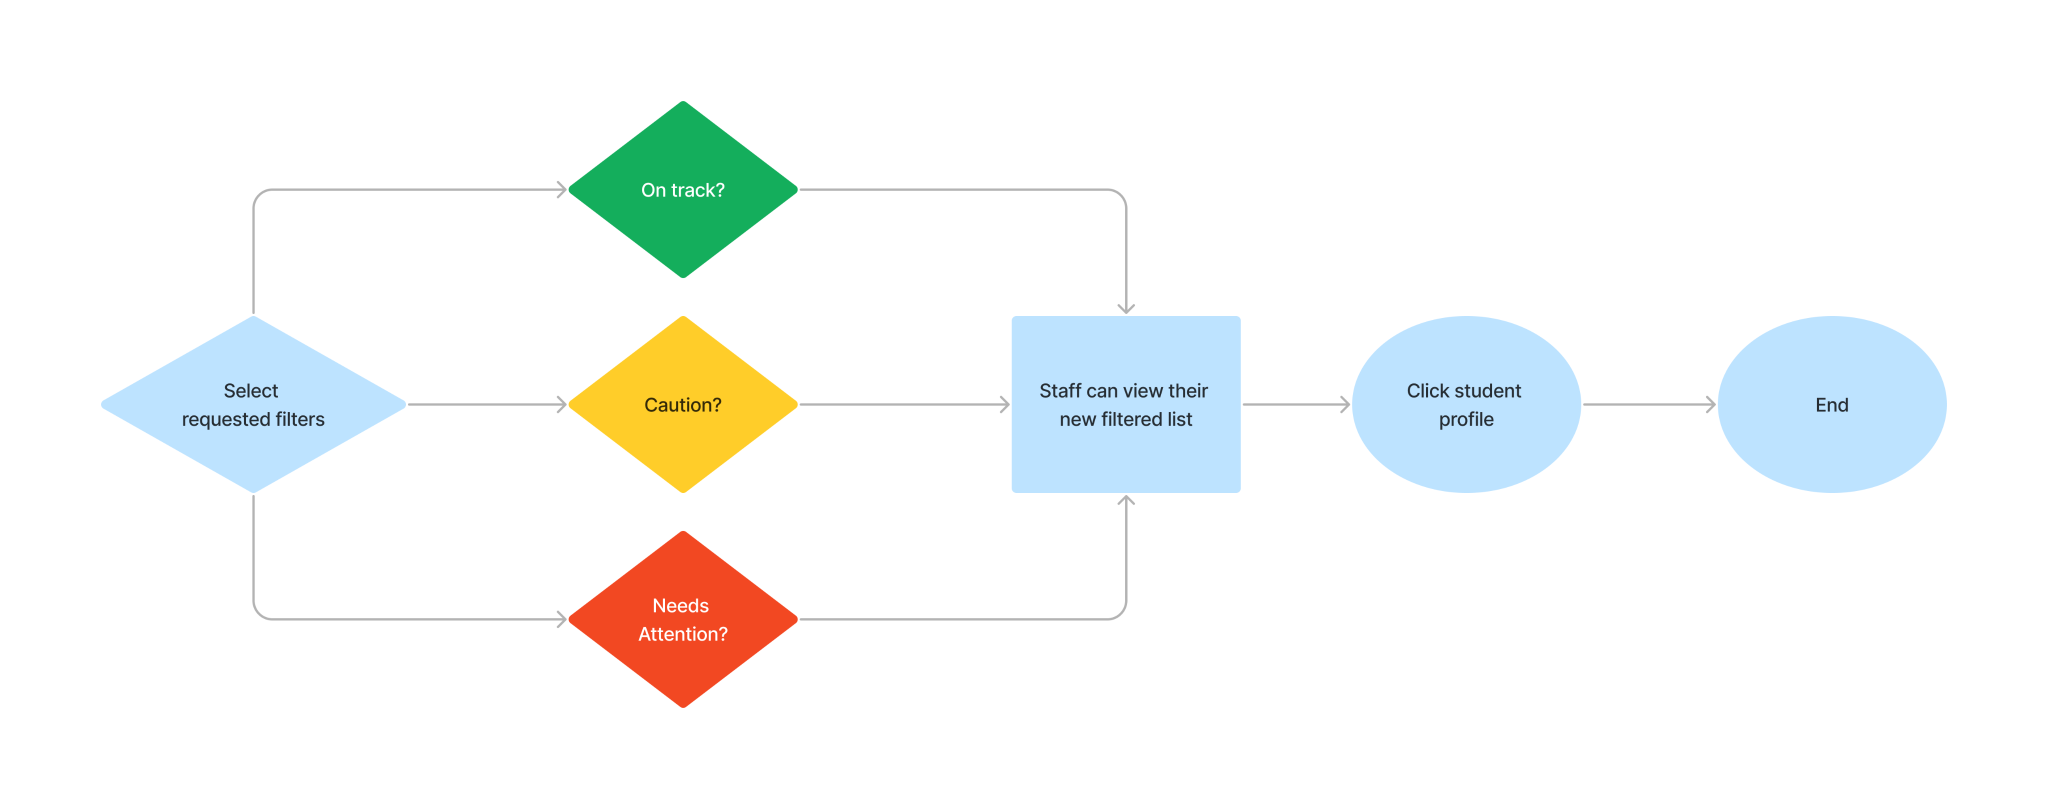 On track?
Select
requested filters
Caution?
Staff can view their
new filtered list
Click student
profile
End
Needs
Attention?